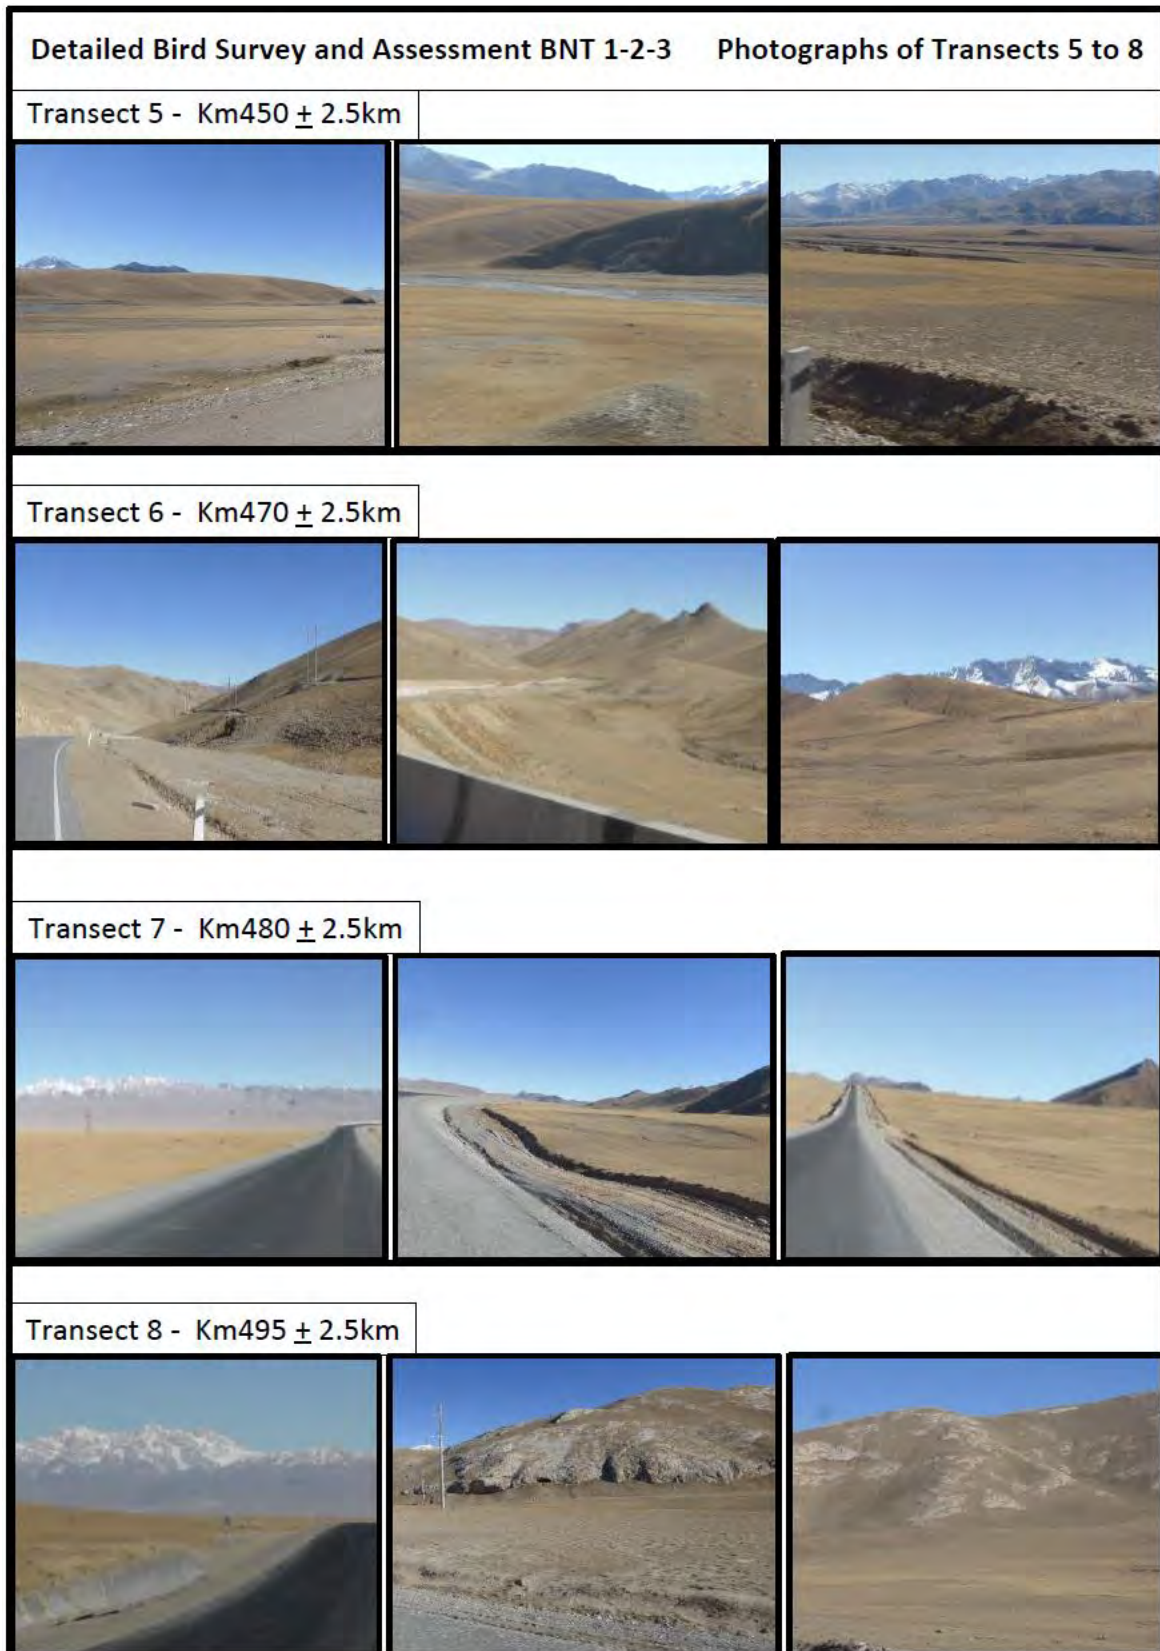 Detailed Bird Survey and Assessment BNT 1-2-3 Photographs of Transects 5 to 8
Transect 5 - Km450 ± 2.5km
Transect 6 - Km470 ± 2.5km
Transect 7 - Km480 ± 2.5km
Transect 8 - Km495 ± 2.5km